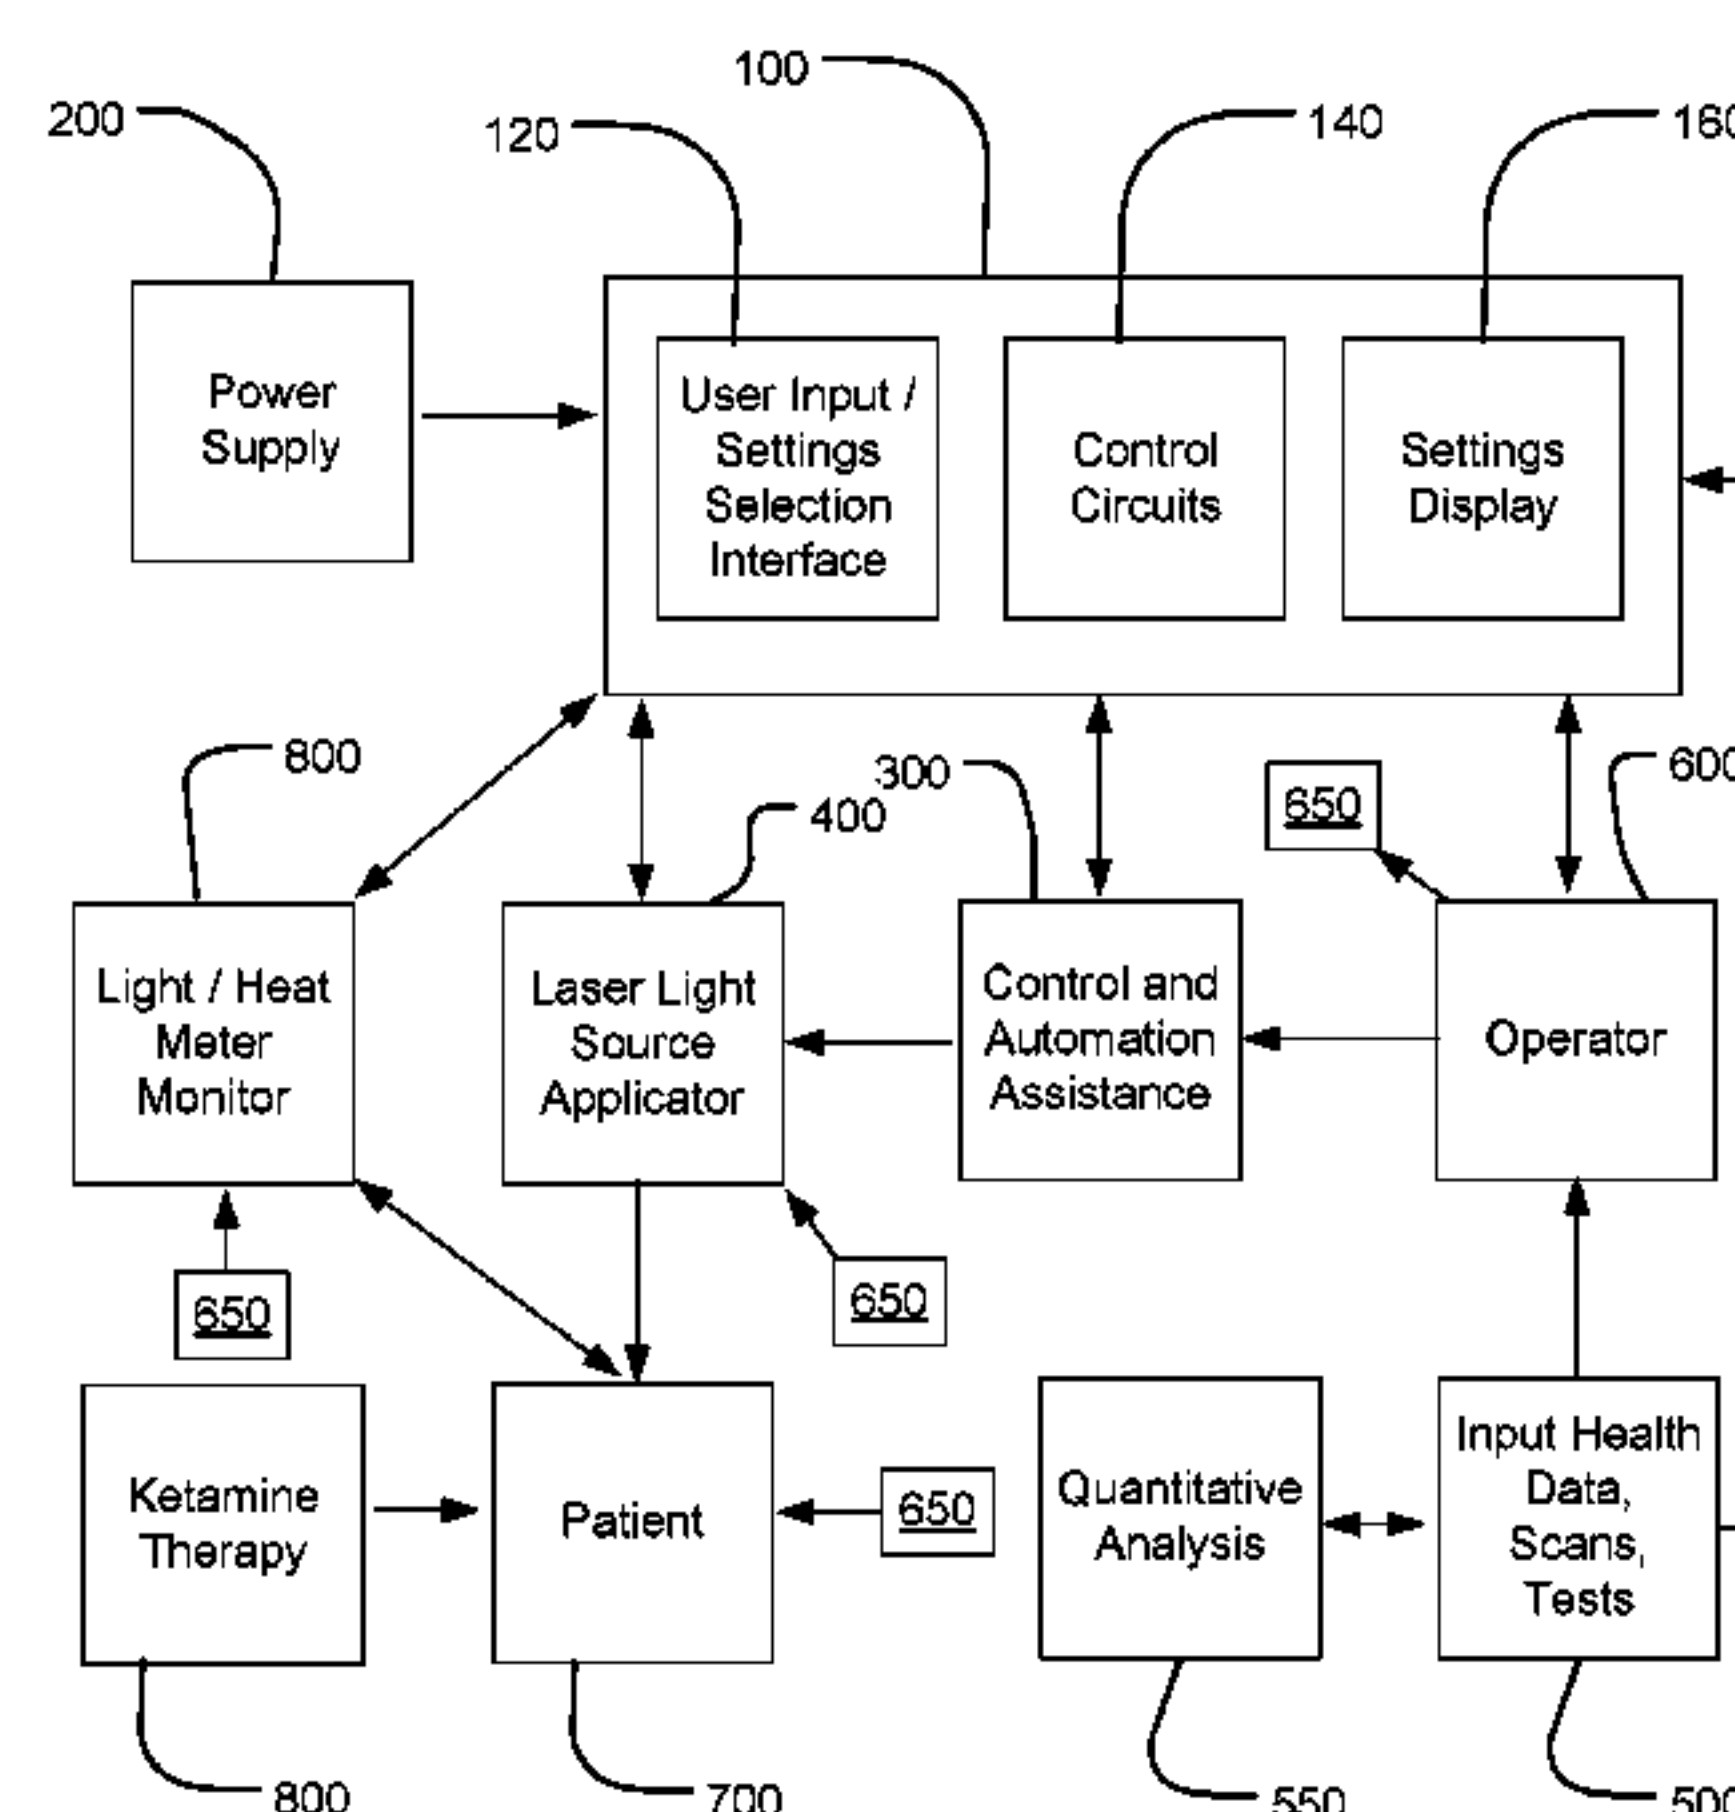 100
200
120
140
160
Power
Supply
User Input /
Settings
Selection
Interface
Control
Circuits
Settings
Display
800
300
400
650
600
Light / Heat
Meter
Monitor
Laser Light
Source
Applicator
Control and
Automation
Assistance
Operator
650
650
Ketamine
Therapy
Patient
650
Quantitative
Analysis
Input Health
Data,
Scans,
Tests
800
700
550
500